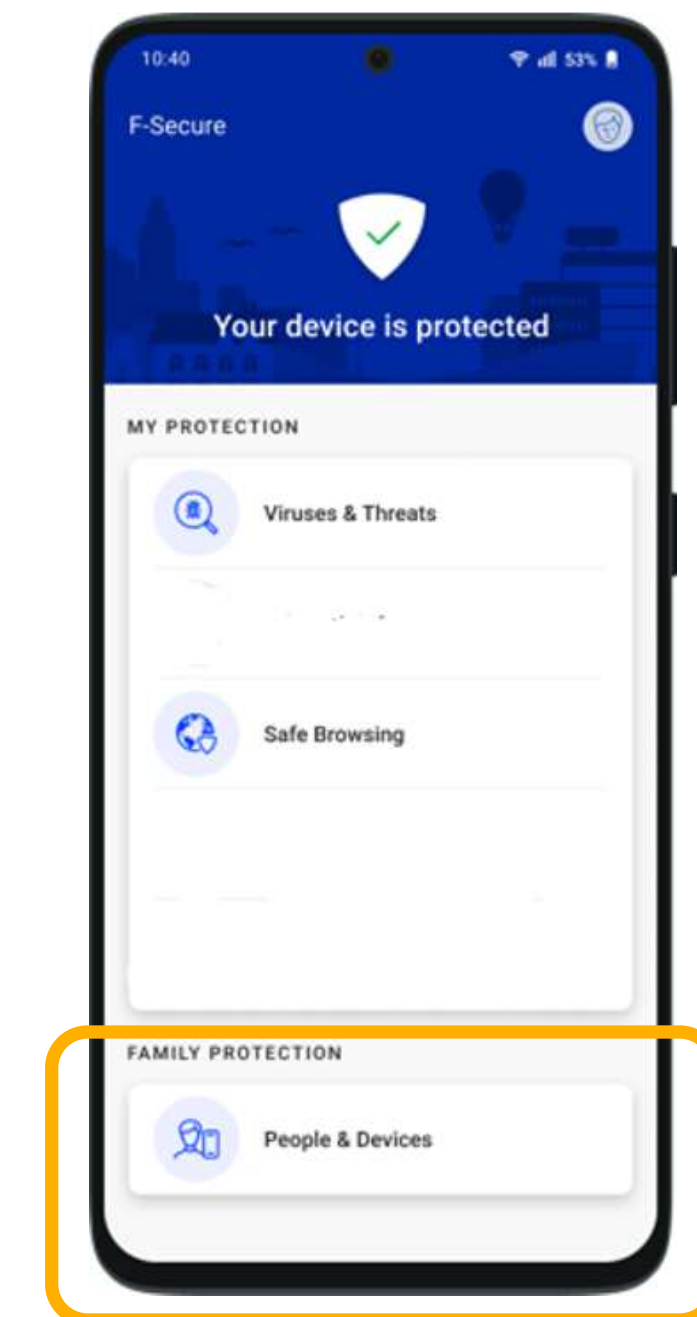 10:40 53%
F-Secure
Your device is protected
MY PROTECTION
Viruses & Threats
Safe Browsing
FAMILY PROTECTION
People & Devices